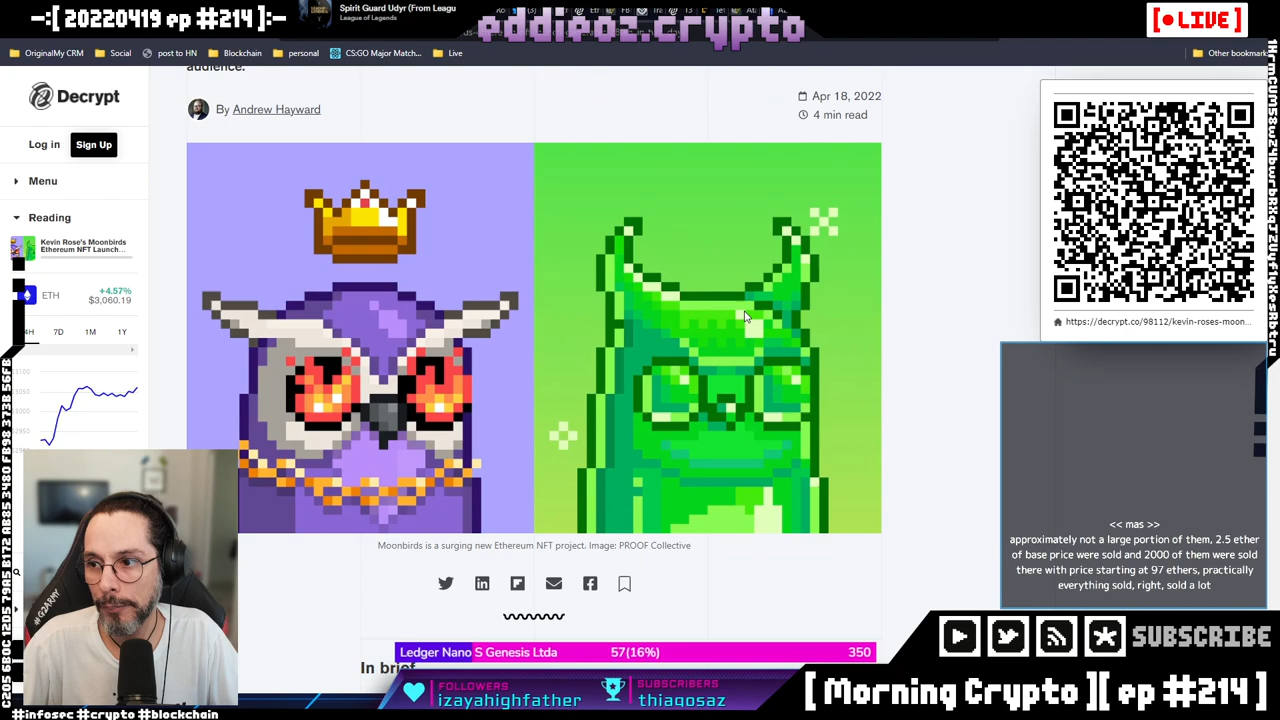 -:[ 20220419 ep #214 ]:-
Spirit Guard Udyr (From Leagu
League of Legends
eddieoz.crypto
[ LIVE ]
OriginalMy CRM
Social
post to HN
Blockchain
personal
CS:GO Major Match...
Live
Other bookmark
audience.
Decrypt
Log in
Sign Up
Menu
Reading
Kevin Rose's Moonbirds
Ethereum NFT Launch...
ETH
+4.57%
$3,060.19
7D
1M
1Y
By Andrew Hayward
Apr 18, 2022
4 min read
https://decrypt.co/98112/kevin-roses-moon...
Moonbirds is a surging new Ethereum NFT project. Image: PROOF Collective
<< mas >>
approximately not a large portion of them, 2.5 ether
of base price were sold and 2000 of them were sold
there with price starting at 97 ethers, practically
everything sold, right, sold a lot
In brief
Ledger Nano S Genesis Ltda
57(16%)
350
FOLLOWERS
izayahighfather
SUBSCRIBERS
thiagosaz
SUBSCRIBE
[ Morning Crypto ][ ep #214 ]
#G2ARMY
#infosec #crypto #blockchain